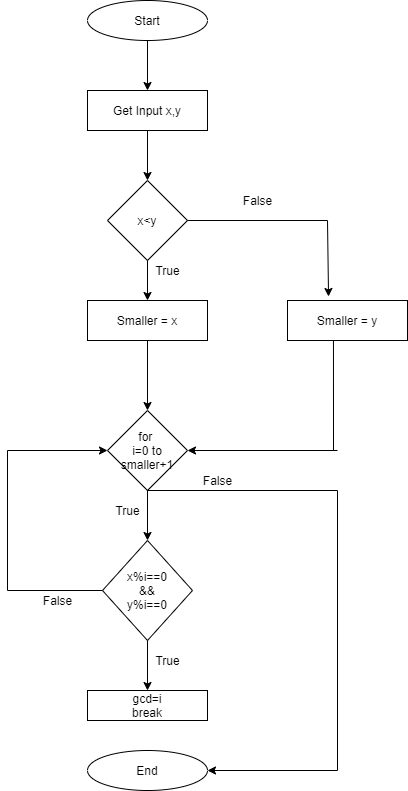 Start
Get Input x,y
x<y
False
True
Smaller = x
Smaller = y
for
i=0 to
smaller+1
False
True
x%i==0
&&
y%i==0
False
True
gcd=i
break
End